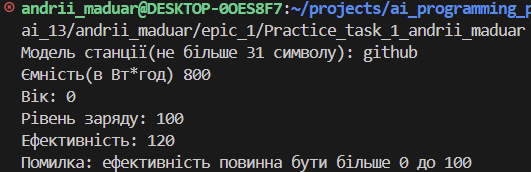 andrii_maduar@DESKTOP-0OES8F7:~/projects/ai_programming_p
ai_13/andrii_maduar/epic_1/Practice_task_1_andrii_maduar
Модель станції(не більше 31 символу): github
Ємність(в Вт*год) 800
Вік: 0
Рівень заряду: 100
Ефективність: 120
Помилка: ефективність повинна бути більше 0 до 100